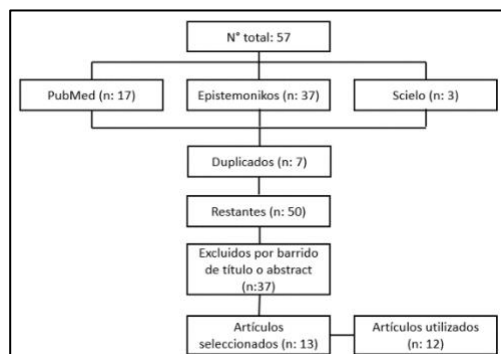 N° total: 57
PubMed (n: 17)
Epistemonikos (n: 37)
Scielo (n: 3)
Duplicados (n: 7)
Restantes (n: 50)
Excluidos por barrido
de título o abstract
(n:37)
Artículos
seleccionados (n: 13)
Artículos utilizados
(n: 12)